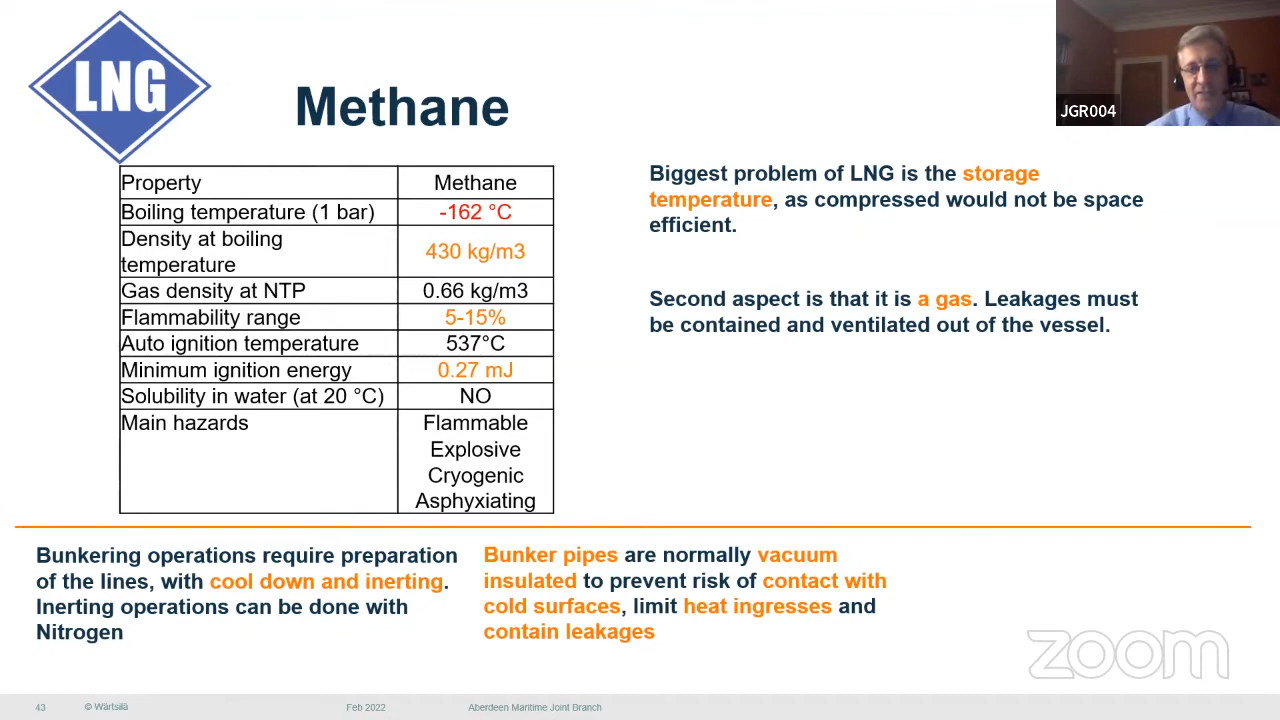 LNG
Methane
JGR004
Property Methane
Boiling temperature (1 bar) -162 °C
Density at boiling
temperature 430 kg/m3
Gas density at NTP 0.66 kg/m3
Flammability range 5-15%
Auto ignition temperature 537°C
Minimum ignition energy 0.27 mJ
Solubility in water (at 20 °C) NO
Main hazards Flammable
Explosive
Cryogenic
Asphyxiating
Biggest problem of LNG is the storage
temperature, as compressed would not be space
efficient.
Second aspect is that it is a gas. Leakages must
be contained and ventilated out of the vessel.
Bunkering operations require preparation
of the lines, with cool down and inerting.
Inerting operations can be done with
Nitrogen
Bunker pipes are normally vacuum
insulated to prevent risk of contact with
cold surfaces, limit heat ingresses and
contain leakages
zoom
43 © Wärtsilä Feb 2022 Aberdeen Maritime Joint Branch